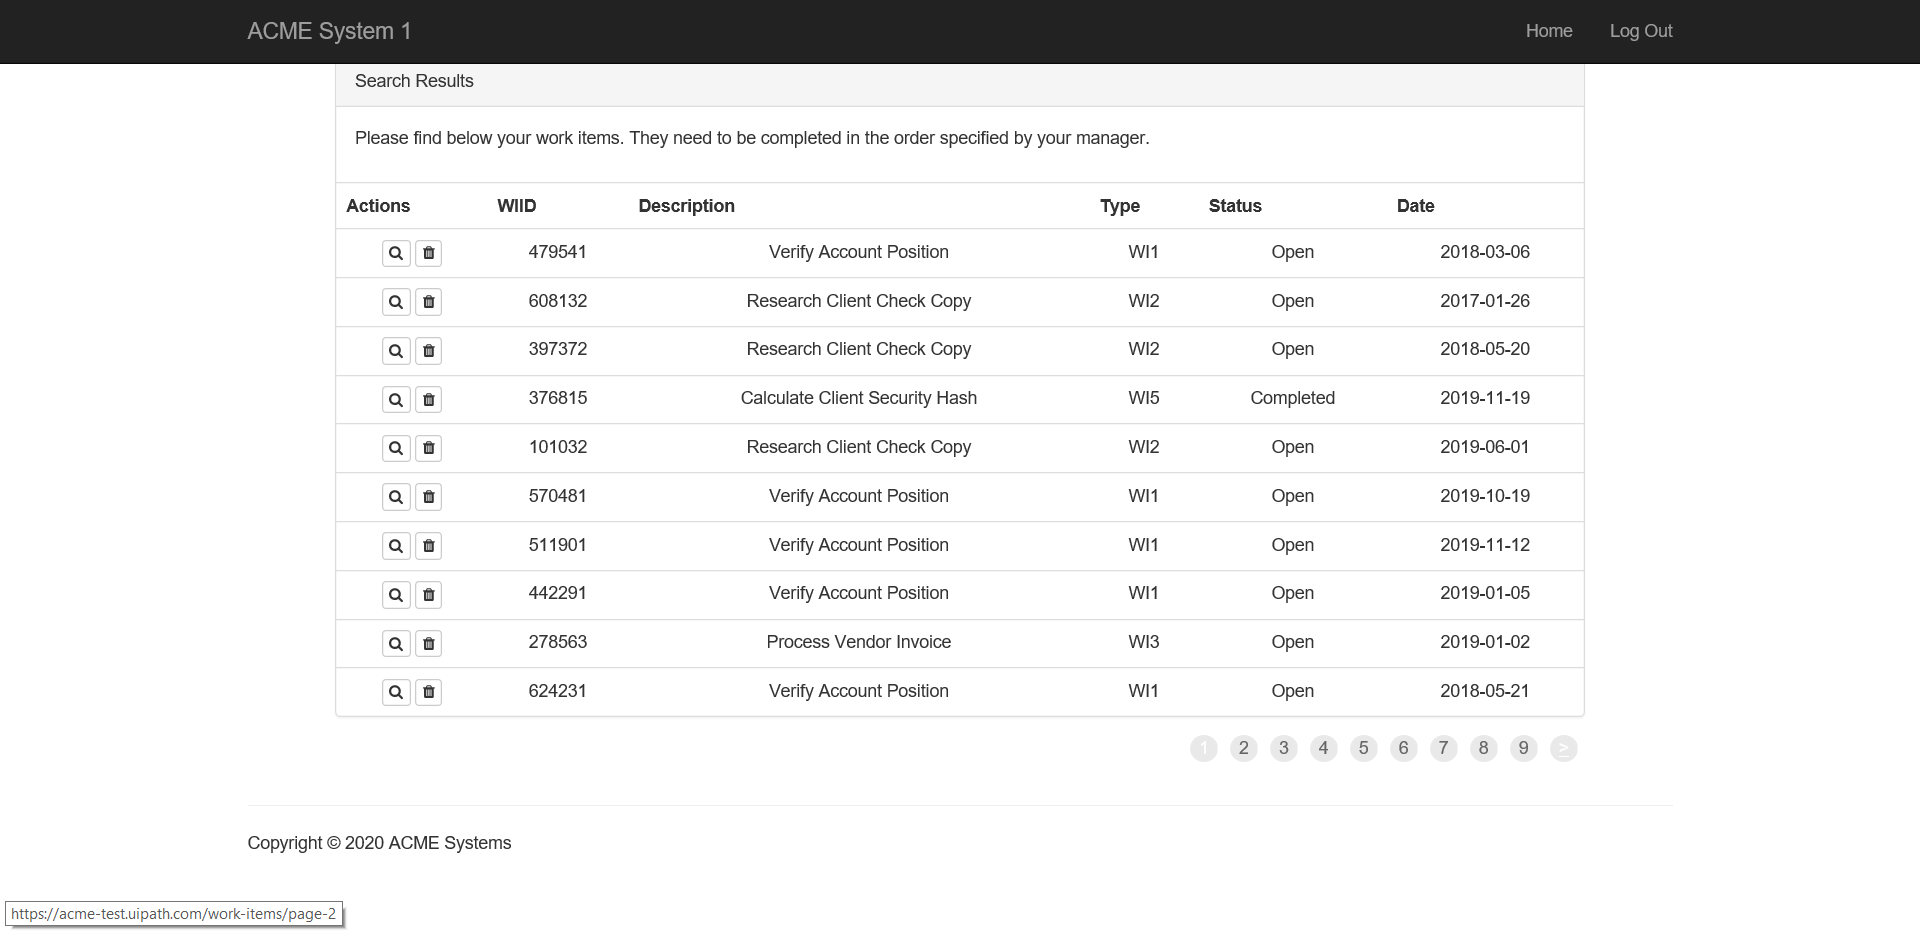 ACME System 1 Home Log Out
Search Results
Please find below your work items. They need to be completed in the order specified by your manager.
Actions WIID Description Type Status Date
479541 Verify Account Position WI1 Open 2018-03-06
608132 Research Client Check Copy WI2 Open 2017-01-26
397372 Research Client Check Copy WI2 Open 2018-05-20
376815 Calculate Client Security Hash WI5 Completed 2019-11-19
101032 Research Client Check Copy WI2 Open 2019-06-01
570481 Verify Account Position WI1 Open 2019-10-19
511901 Verify Account Position WI1 Open 2019-11-12
442291 Verify Account Position WI1 Open 2019-01-05
278563 Process Vendor Invoice WI3 Open 2019-01-02
624231 Verify Account Position WI1 Open 2018-05-21
1 2 3 4 5 6 7 8 9 >
Copyright © 2020 ACME Systems
https://acme-test.uipath.com/work-items/page-2